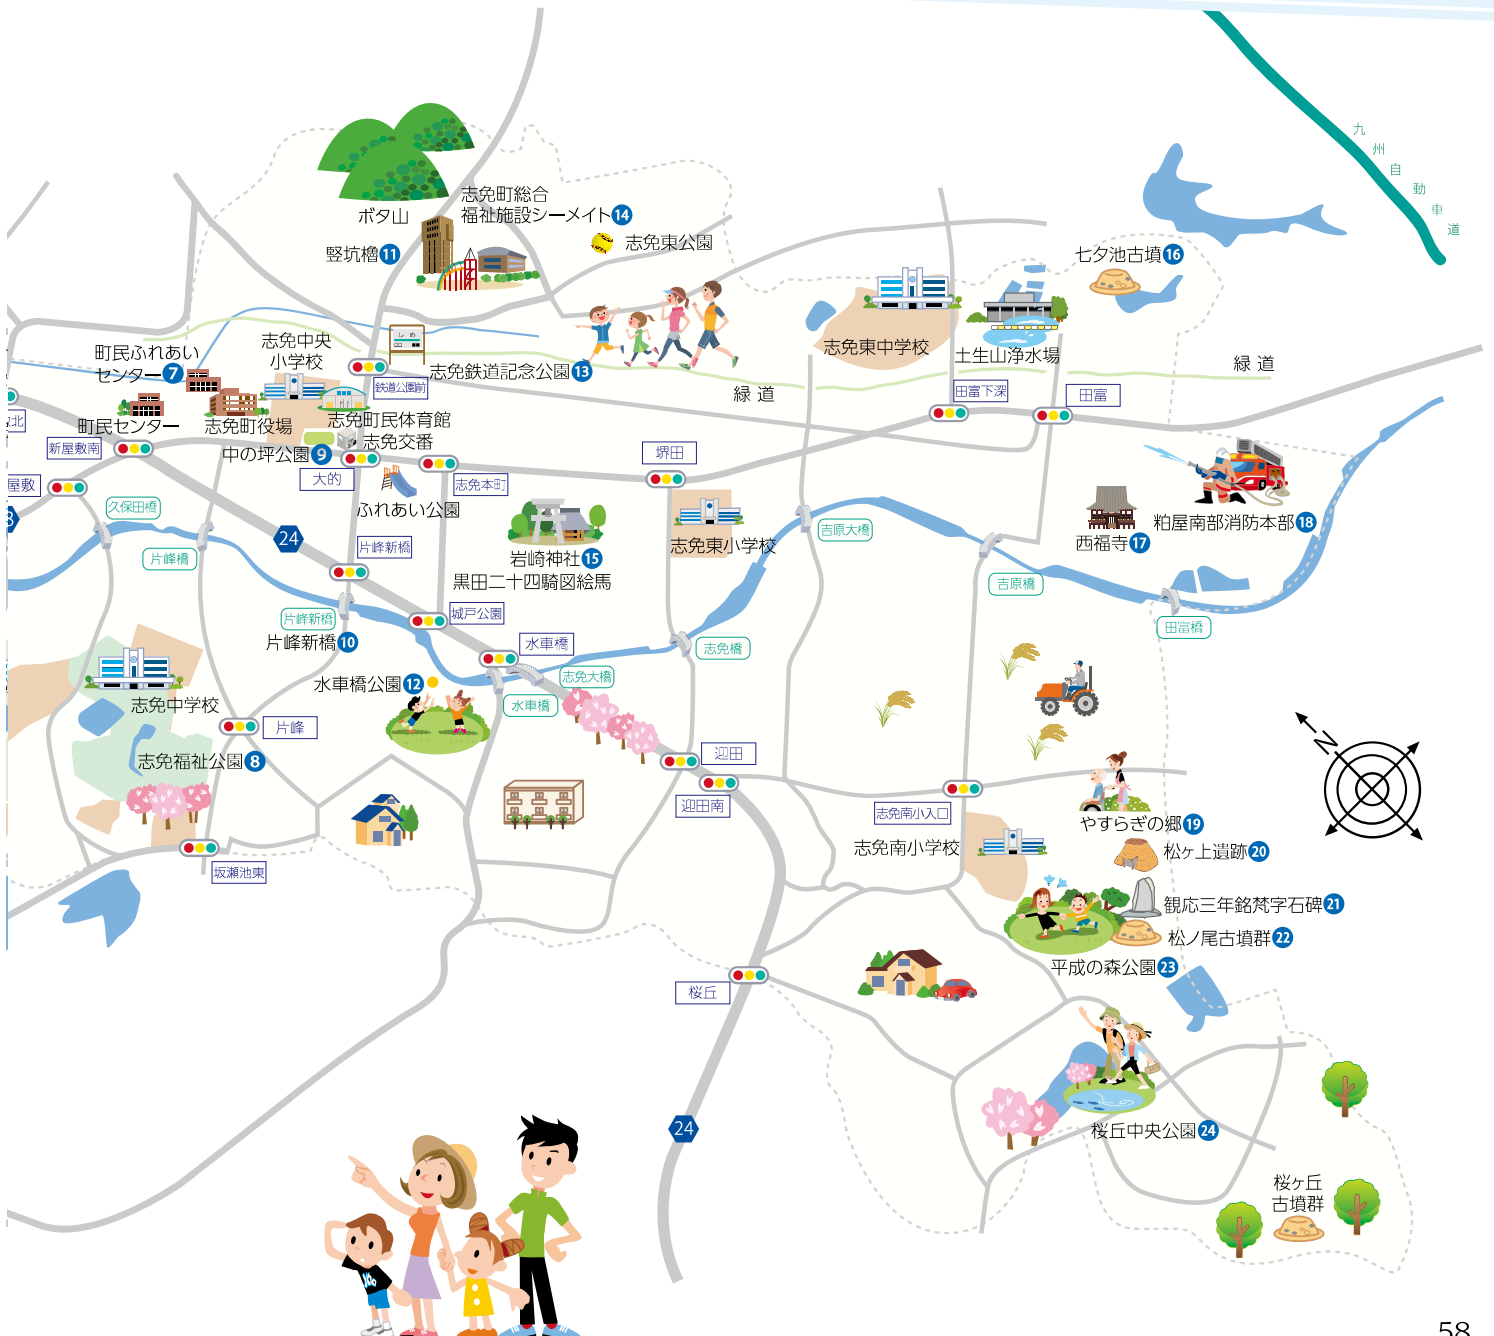 九州自動車道
ボタ山
志免町総合
福祉施設シーメイト14
竪坑櫓11
志免東公園
七夕池古墳16
志免中央
小学校
しめ
町民ふれあい
センター7
鉄道公園前
志免鉄道記念公園13
志免東中学校
土生山浄水場
緑道
緑道
田富下深
田富
北
町民センター
志免町役場
志免町民体育館
志免交番
新屋敷南
中の坪公園9
大的
志免本町
堺田
屋敷
ふれあい公園
久保田橋
24
片峰橋
片峰新橋
岩崎神社15
黒田二十四騎図絵馬
志免東小学校
吉原大橋
西福寺17
粕屋南部消防本部18
吉原橋
田富橋
片峰新橋
片峰新橋10
城戸公園
水車橋
志免橋
志免大橋
水車橋公園12
水車橋
志免中学校
片峰
志免福祉公園8
迎田
迎田南
坂瀬池東
N
志免南小入口
志免南小学校
やすらぎの郷19
松ヶ上遺跡20
観応三年銘梵字石碑21
松ノ尾古墳群22
平成の森公園23
桜丘
24
桜丘中央公園24
桜ヶ丘
古墳群
58